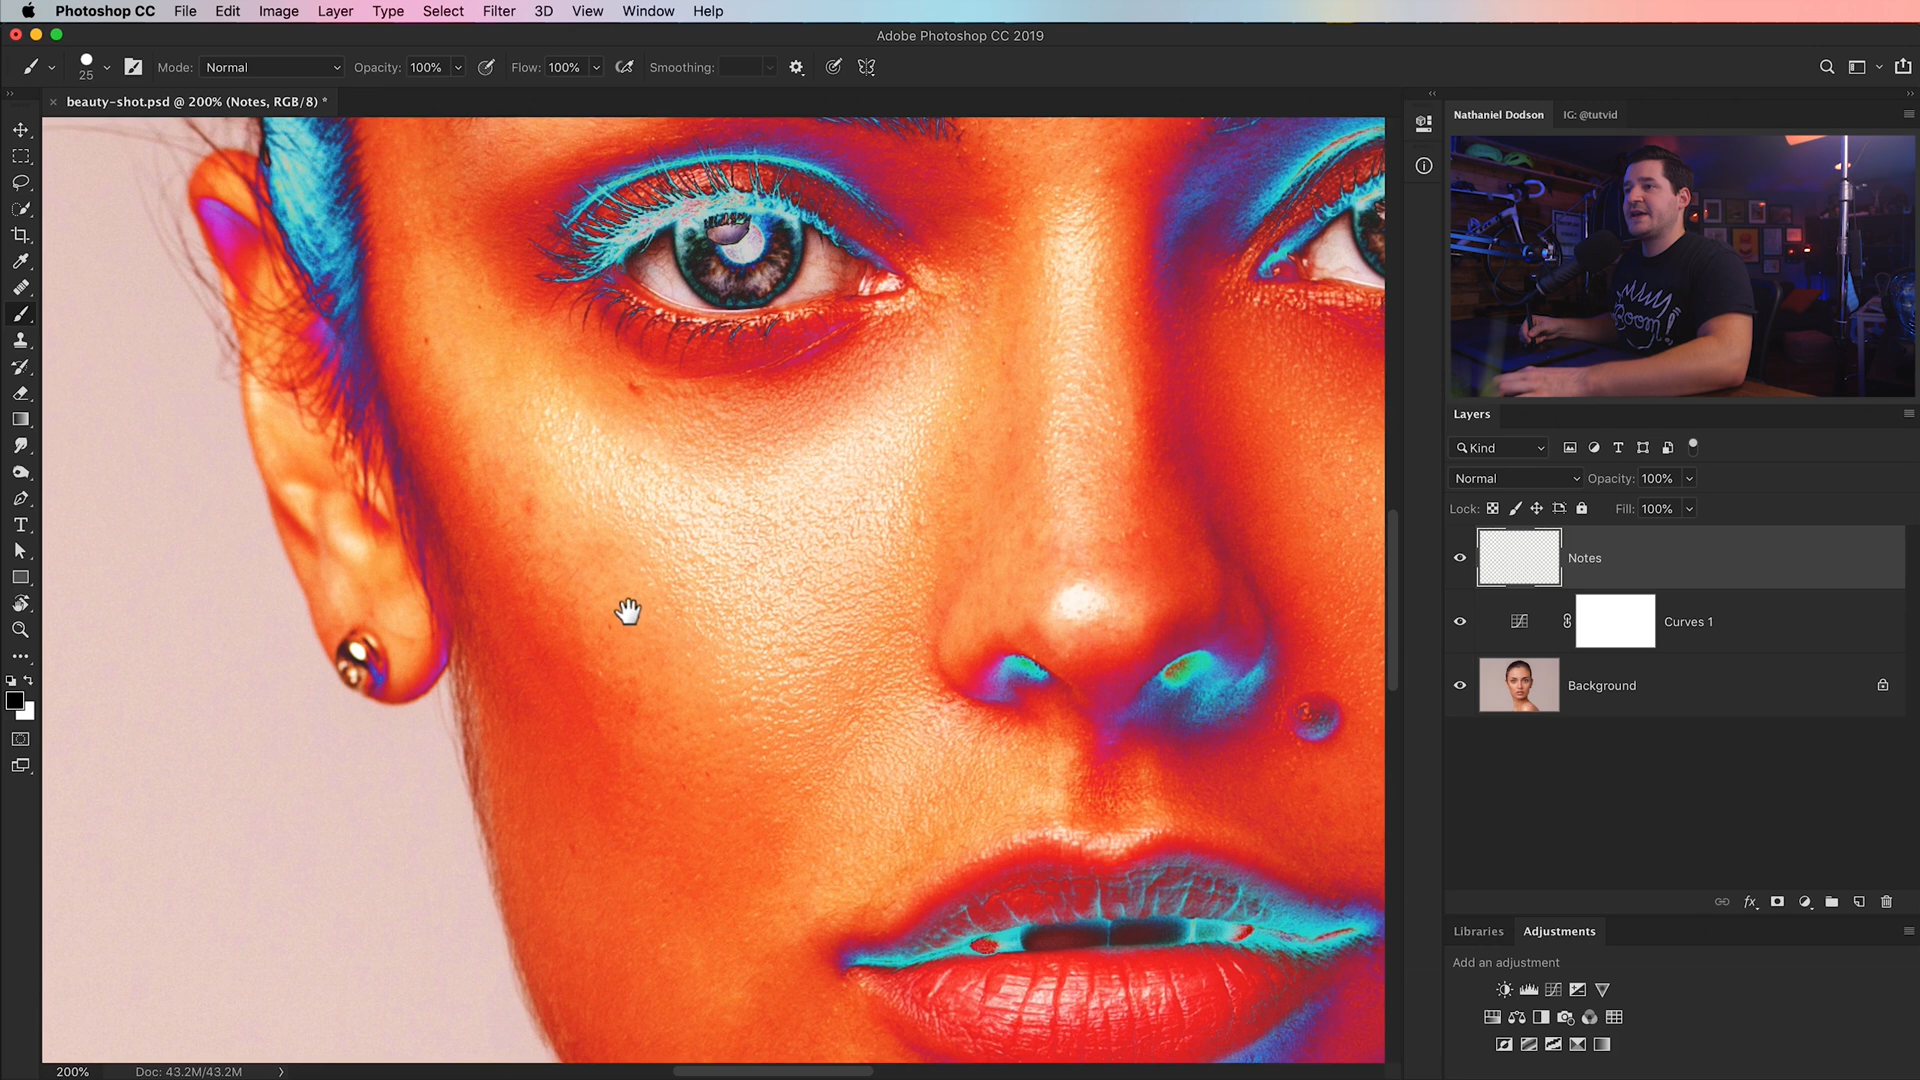 Photoshop CC File Edit Image Layer Type Select Filter 3D View Window Help
Adobe Photoshop CC 2019
25 Mode: Normal Opacity: 100% Flow: 100% Smoothing:
beauty-shot.psd @ 200% (Notes, RGB/8) *
Nathaniel Dodson IG: @tutvid
Boom!
Layers
Kind
Normal Opacity: 100%
Lock: Fill: 100%
Notes
Curves 1
Background
fx
Libraries Adjustments
Add an adjustment
200% Doc: 43.2M/43.2M